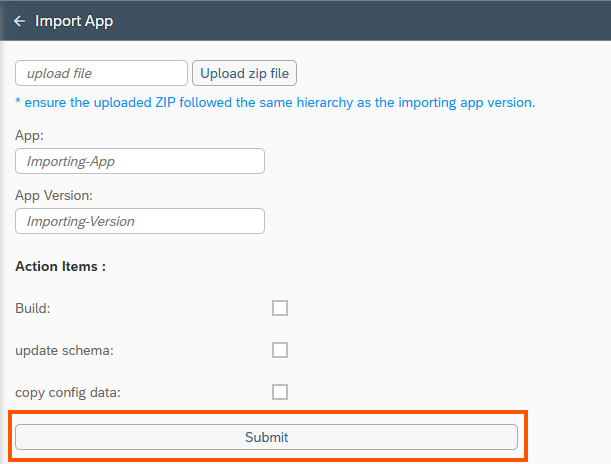 Import App
upload file Upload zip file
* ensure the uploaded ZIP followed the same hierarchy as the importing app version.
App:
Importing-App
App Version:
Importing-Version
Action Items :
Build:
update schema:
copy config data:
Submit